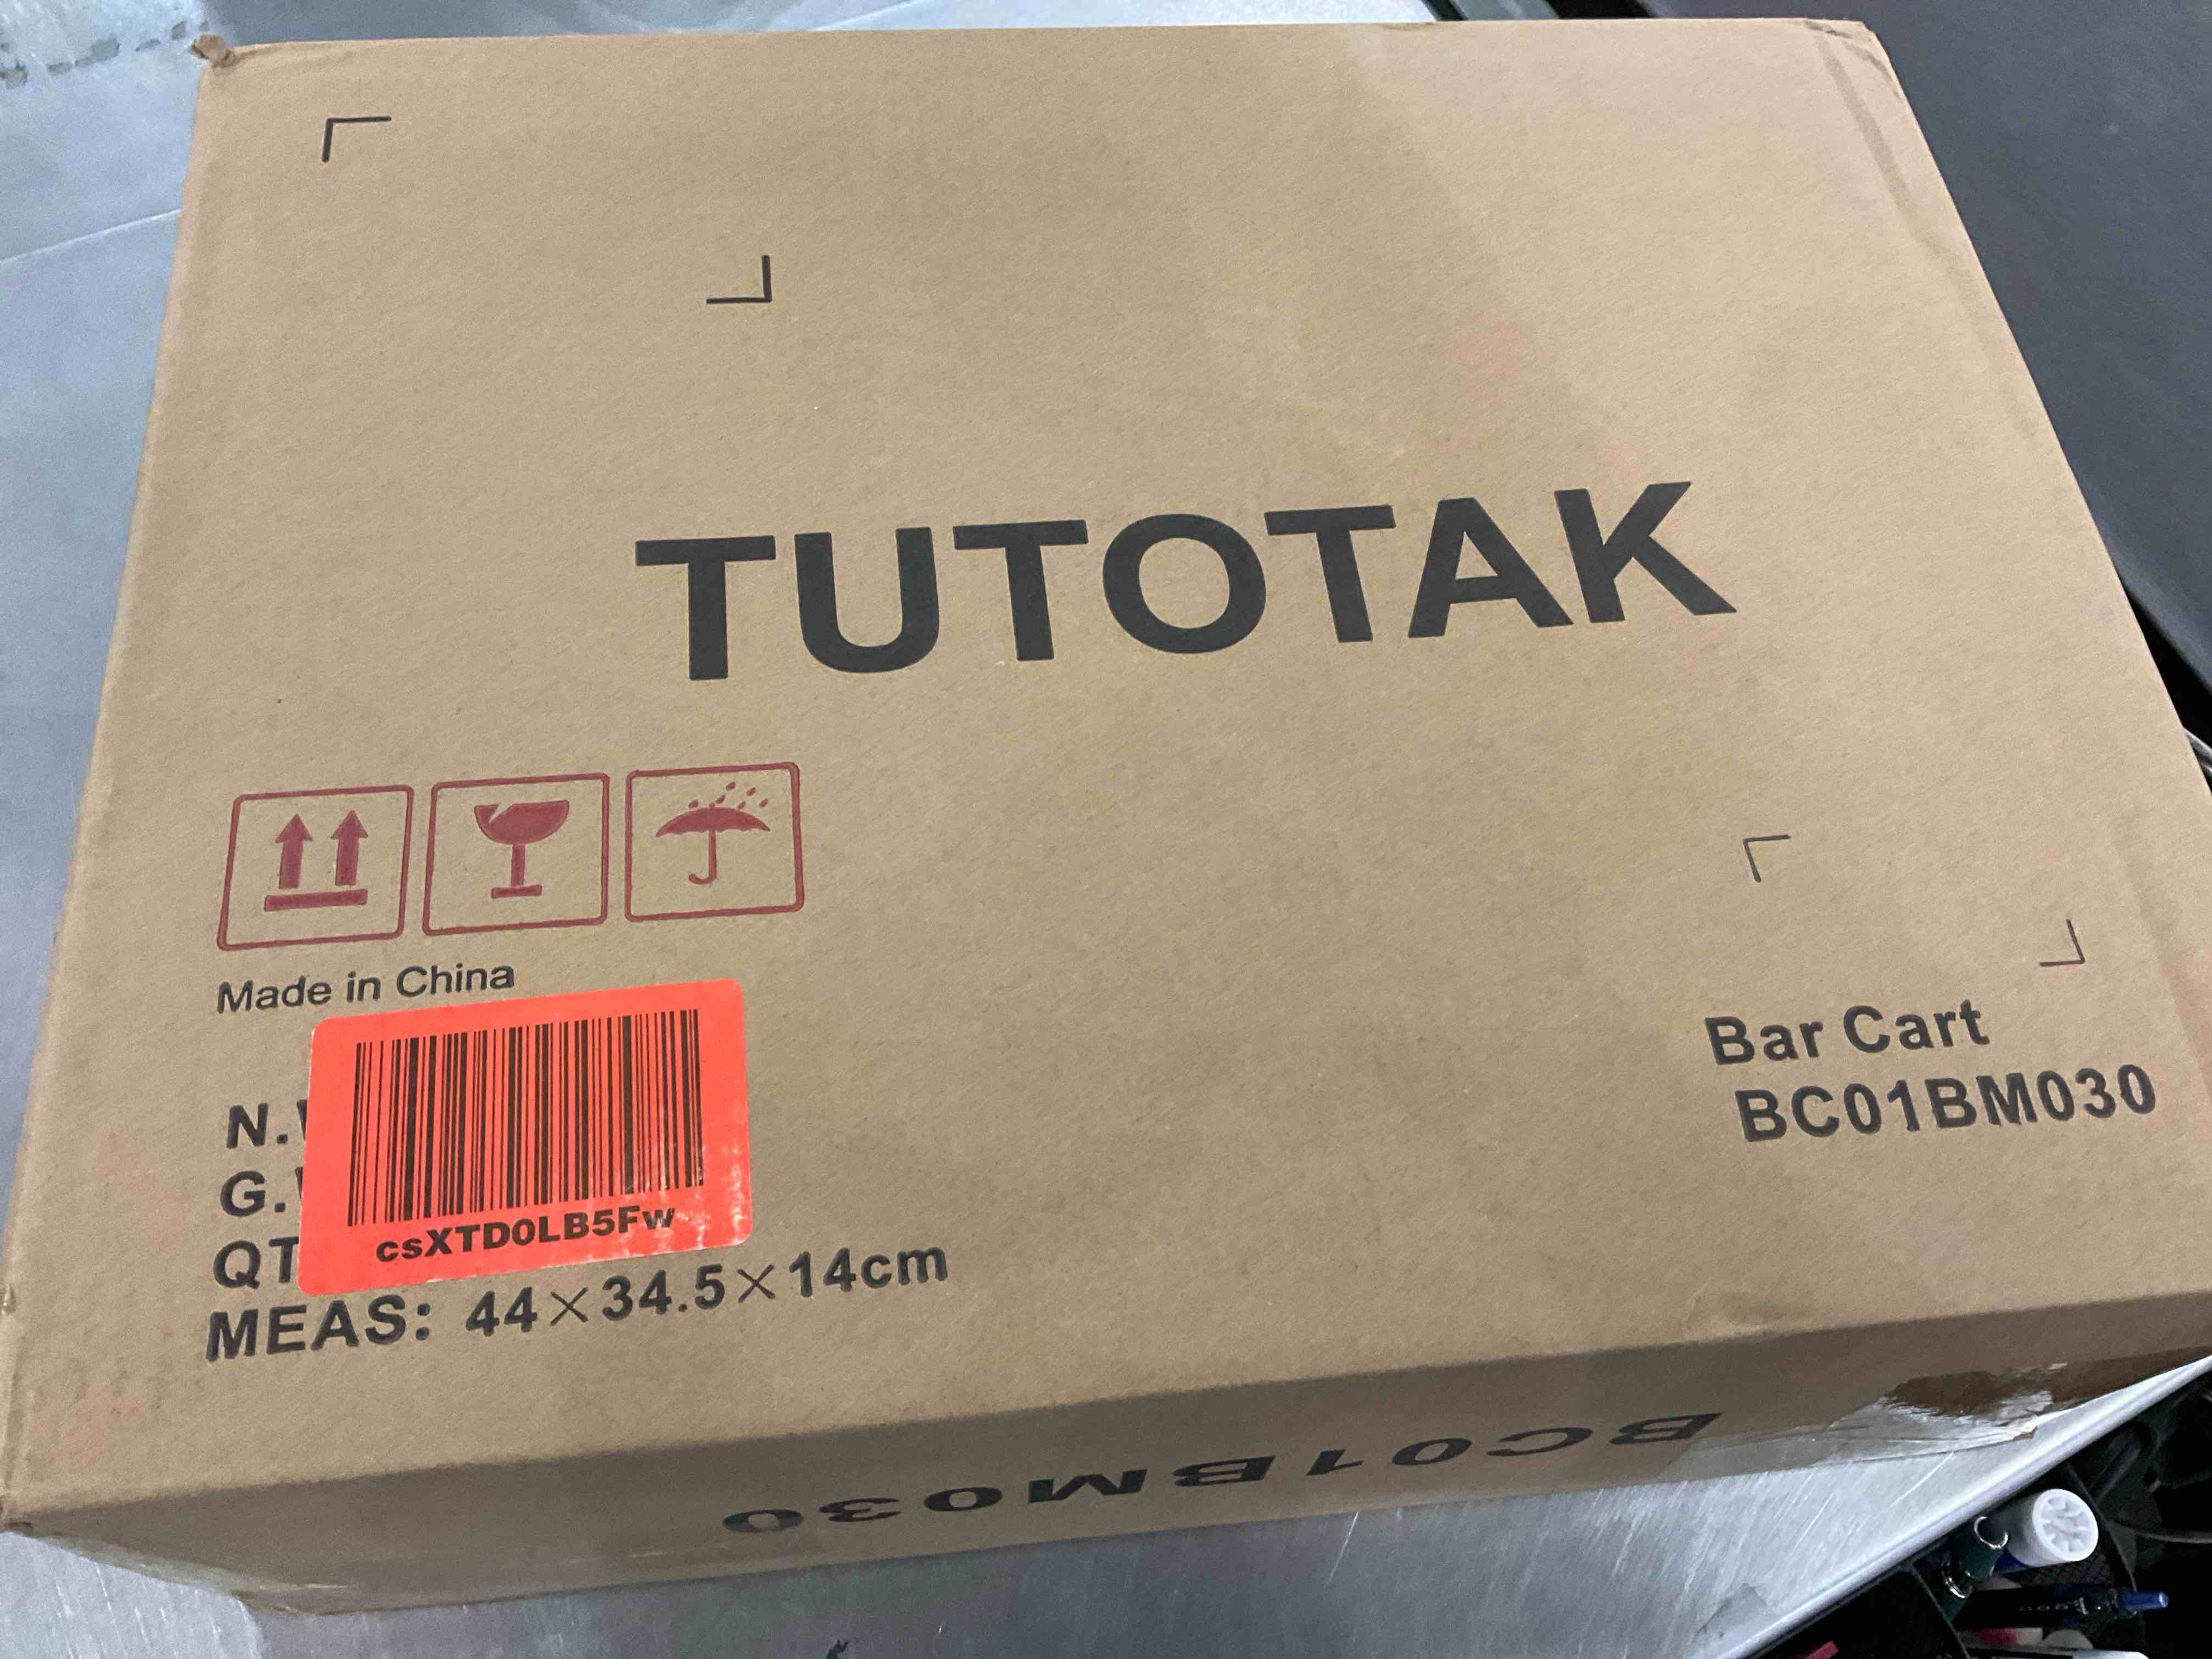 TUTOTAK
Made in China
N.
G.
QT
csXTD0LB5Fw
MEAS: 44×34.5×14cm
Bar Cart
BC01BM030
BC01BM030